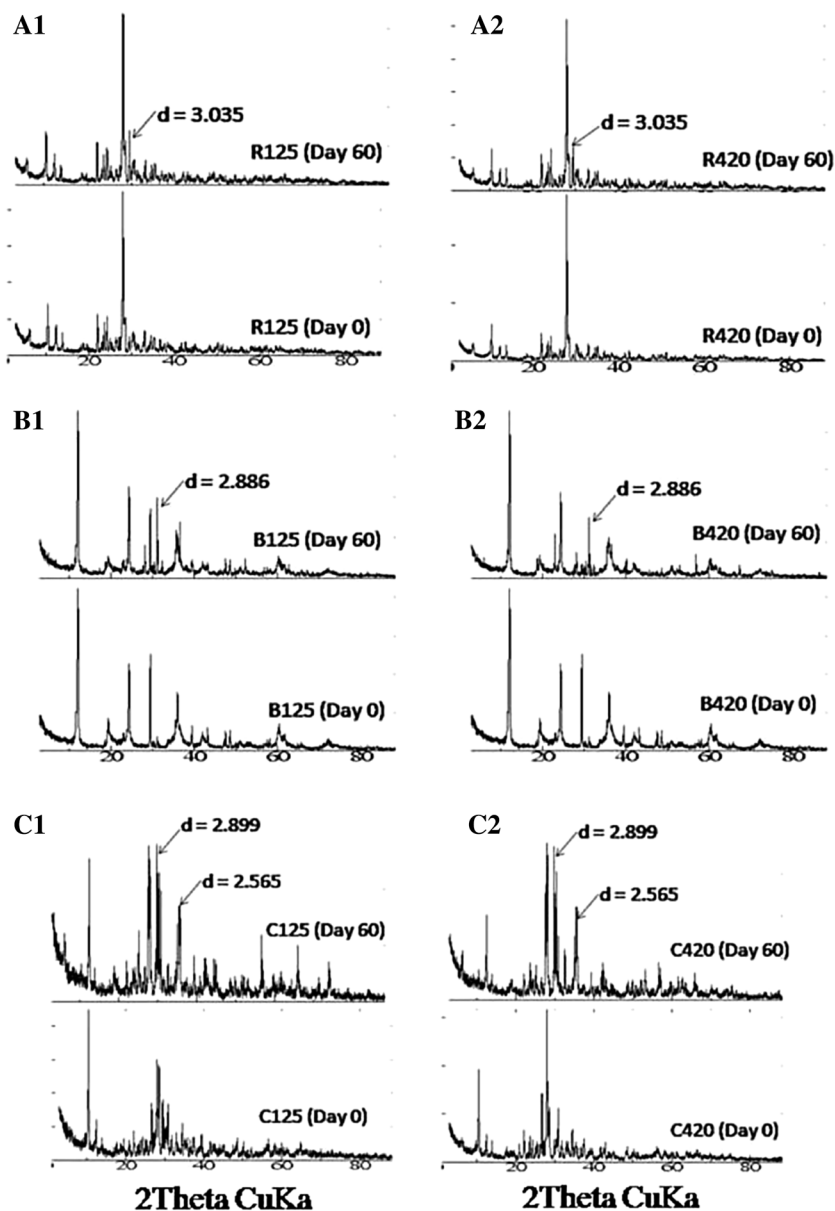 A1
A2
d = 3.035
R125 (Day 60)
d = 3.035
R420 (Day 60)
R125 (Day 0)
R420 (Day 0)
20 40 60 80
20 40 60 80
B1
B2
d = 2.886
B125 (Day 60)
d = 2.886
B420 (Day 60)
B125 (Day 0)
B420 (Day 0)
20 40 60 80
20 40 60 80
C1
C2
d = 2.899
d = 2.565
C125 (Day 60)
d = 2.899
d = 2.565
C420 (Day 60)
C125 (Day 0)
C420 (Day 0)
20 40 60 80
20 40 60 80
2Theta CuKa
2Theta CuKa